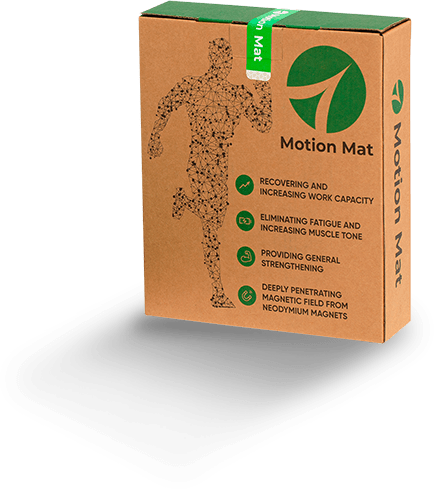 Motion Mat
Motion Mat
RECOVERING AND
INCREASING WORK CAPACITY
ELIMINATING FATIGUE AND
INCREASING MUSCLE TONE
PROVIDING GENERAL
STRENGTHENING
DEEPLY PENETRATING
MAGNETIC FIELD FROM
NEODYMIUM MAGNETS
Motion Mat